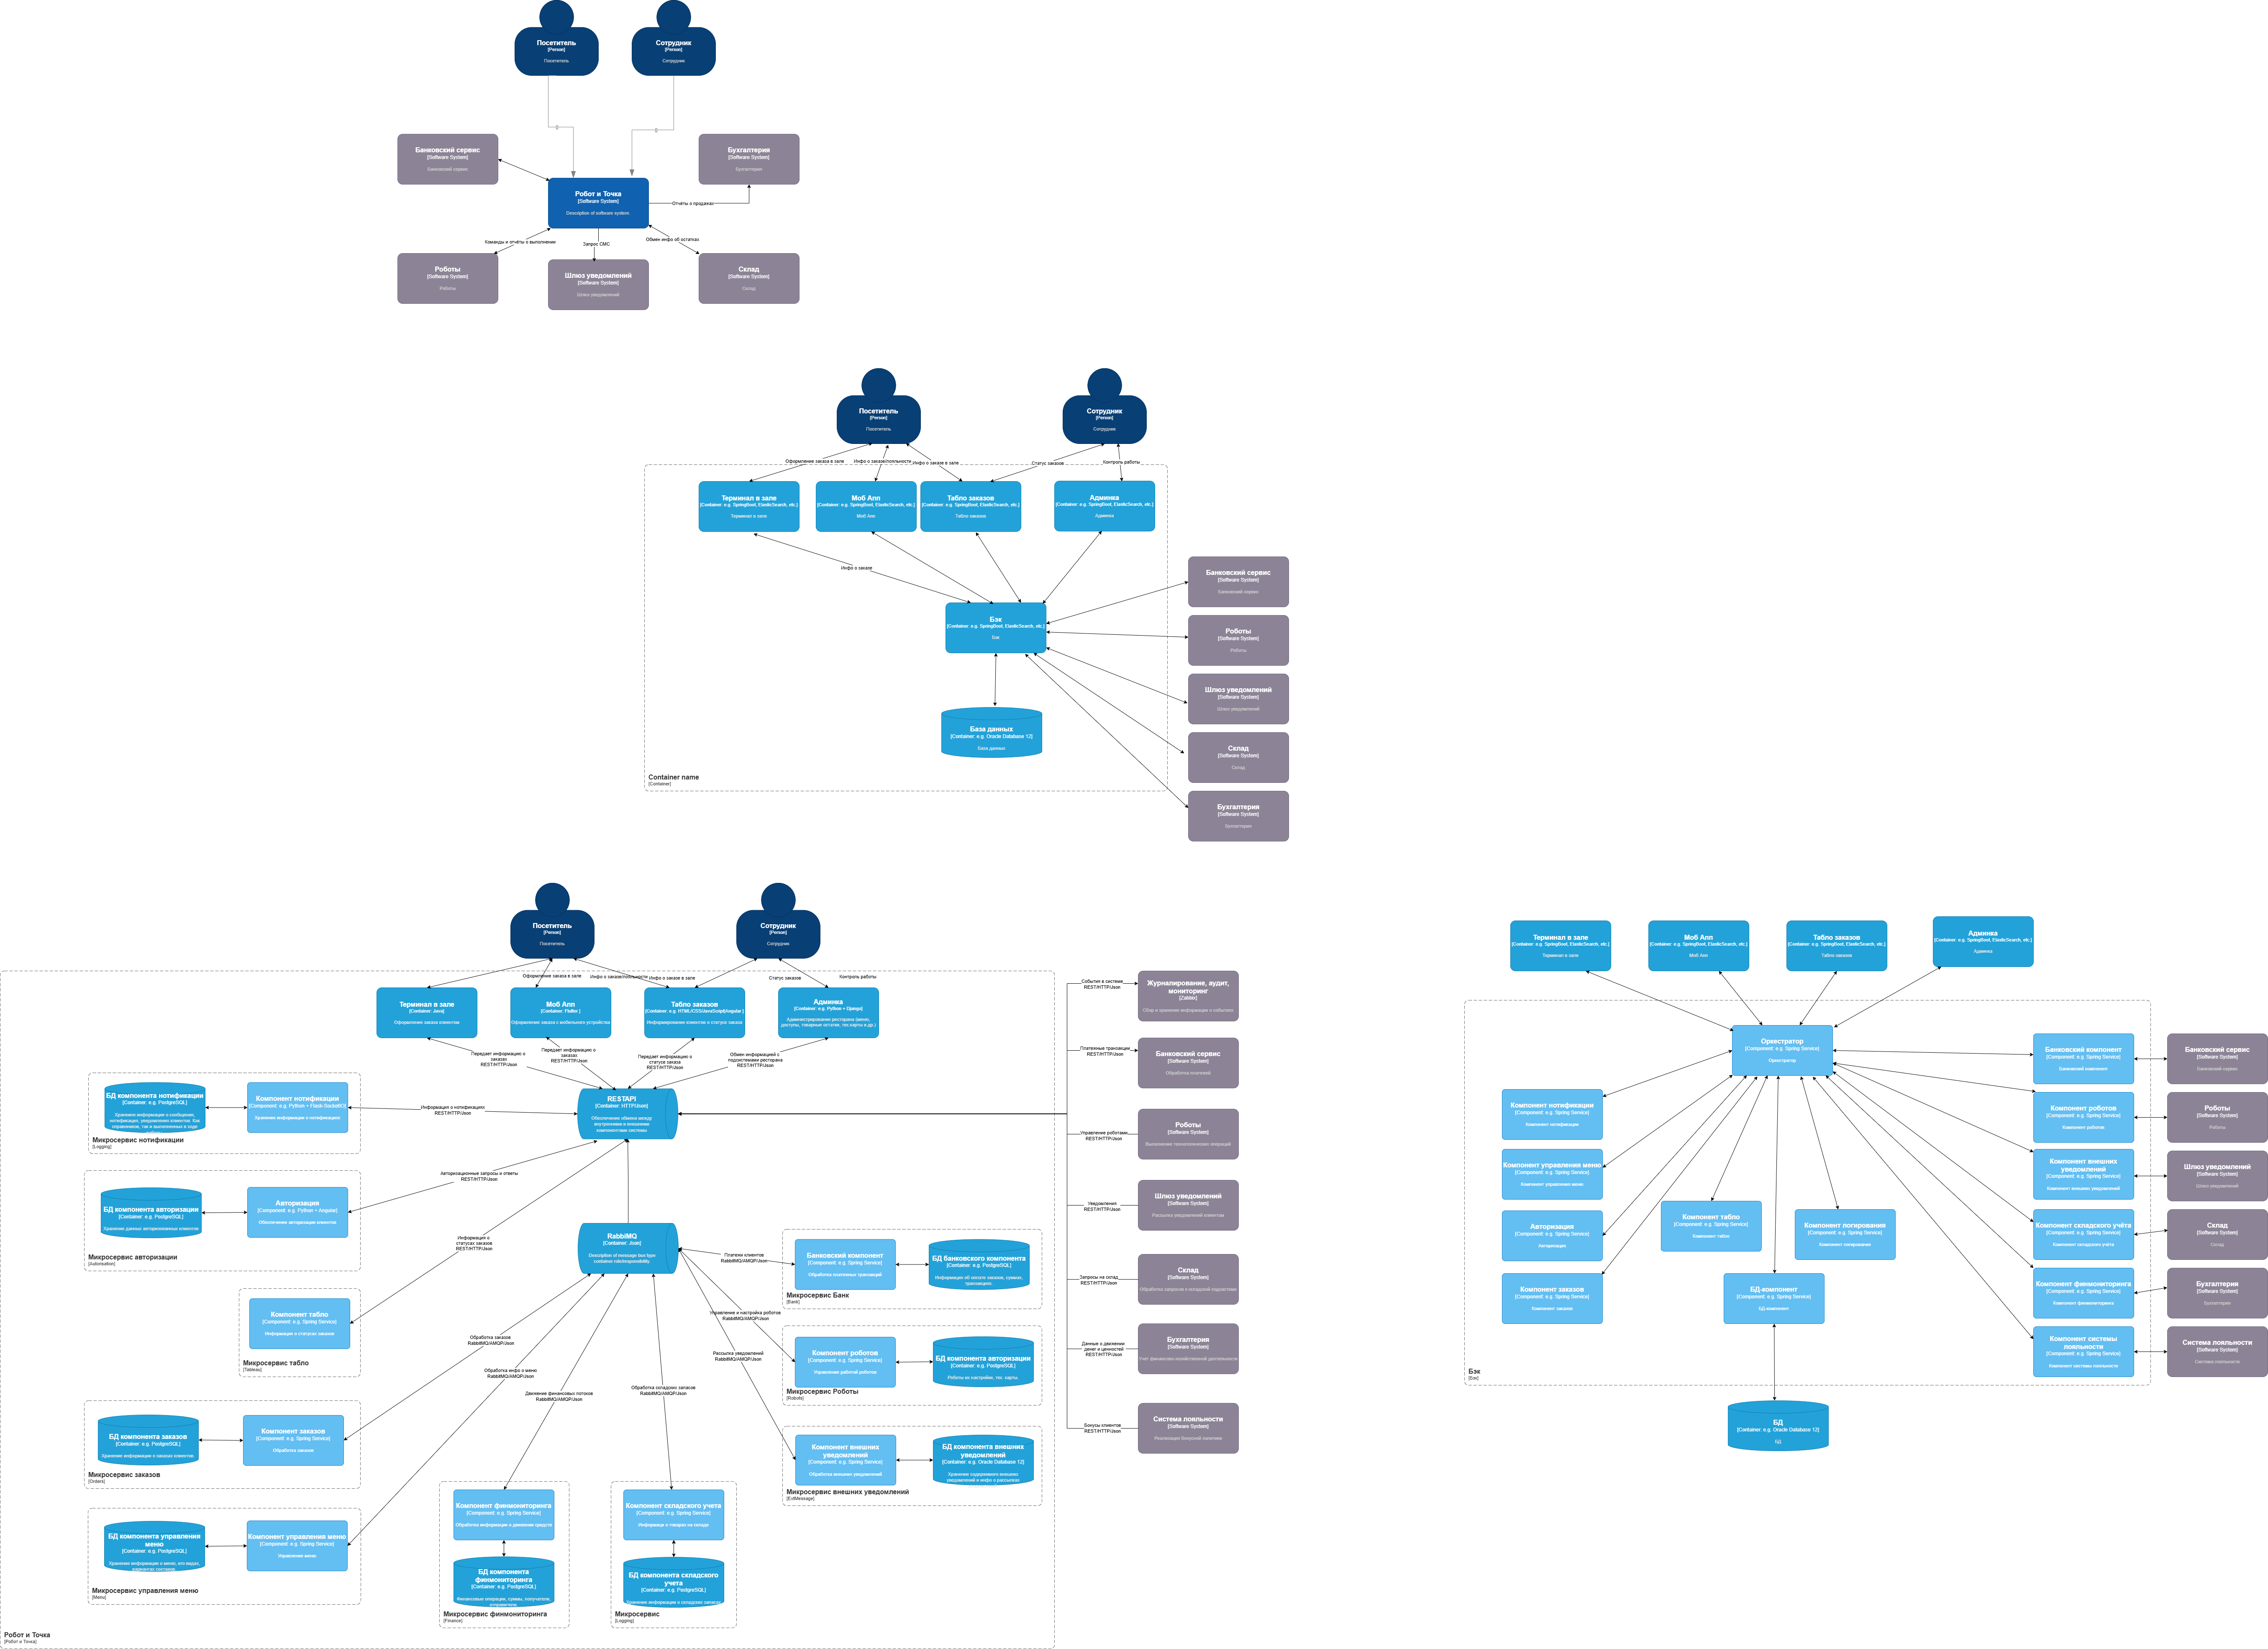 Посетитель
[Person]
Посетитель
Сотрудник
[Person]
Сотрудник
Банковский сервис
[Software System]
Банковский сервис
Бухгалтерия
[Software System]
Бухгалтерия
Робот и Точка
[Software System]
Description of software system
Отчёты о продажах
Команды и отчёты о выполнении
Запрос СМС
Обмен инфо об остатках
Роботы
[Software System]
Роботы
Шлюз уведомлений
[Software System]
Шлюз уведомлений
Склад
[Software System]
Склад
Посетитель
[Person]
Посетитель
Сотрудник
[Person]
Сотрудник
Оформление заказа в зале
Инфо о заказе/лояльности
Инфо о заказе в зале
Статус заказов
Контроль работы
Терминал в зале
[Container: e.g. SpringBoot, ElasticSearch, etc.]
Терминал в зале
Моб Апп
[Container: e.g. SpringBoot, ElasticSearch, etc.]
Моб Апп
Табло заказов
[Container: e.g. SpringBoot, ElasticSearch, etc.]
Табло заказов
Админка
[Container: e.g. SpringBoot, ElasticSearch, etc.]
Админка
Инфо о заказе
Бэк
[Container: e.g. SpringBoot, ElasticSearch, etc.]
Бэк
База данных
[Container: e.g. Oracle Database 12]
База данных
Container name
[Container]
Банковский сервис
[Software System]
Банковский сервис
Роботы
[Software System]
Роботы
Шлюз уведомлений
[Software System]
Шлюз уведомлений
Склад
[Software System]
Склад
Бухгалтерия
[Software System]
Бухгалтерия
Посетитель
[Person]
Посетитель
Сотрудник
[Person]
Сотрудник
Оформление заказа в зале
Инфо о заказе/лояльности
Инфо о заказе в зале
Статус заказов
Контроль работы
Терминал в зале
[Container: Java]
Оформление заказа клиентом
Моб Апп
[Container: Flutter ]
Оформление заказа с мобильного устройства
Табло заказов
[Container: e.g. HTML/CSS/JavaScript(Angular )]
Информирование клиентов о статусе заказа
Админка
[Container: e.g. Python + Django]
Администрирование ресторана (меню,
доступы, товарные остатки, тех.карты и др.)
Передает информацию о
заказах
REST/HTTP/Json
Передает информацию о
заказах
REST/HTTP/Json
Передает информацию о
статусе заказа
REST/HTTP/Json
Обмен информацией с
подсистемами ресторана
REST/HTTP/Json
RESTAPI
[Container: HTTP/Json]
Обеспечение обмена между
внутренними и внешними
компонентами системы
БД компонента нотификации
[Container: e.g. PostgreSQL]
Хранение информации о сообщении,
нотификации, уведомлении клиентов. Как
справочников, так и выполненных в ходе
Компонент нотификации
[Component: e.g. Python + Flask-SocketIO]
Хранение информации о нотификациях
Микросервис нотификации
[Logging]
Информация о нотификациях
REST/HTTP/Json
Авторизационные запросы и ответы
REST/HTTP/Json
БД компонента авторизации
[Container: e.g. PostgreSQL]
Хранение данных авторизованных клиентов
Авторизация
[Component: e.g. Python + Angular]
Обеспечение авторизации клиентов
Микросервис авторизации
[Automation]
Информация о
статусах заказов
REST/HTTP/Json
Компонент табло
[Component: e.g. Spring Service]
Информация о статусах заказов
Микросервис табло
[Tableau]
RabbiMQ
[Container: Json]
Description of message bus type
container role/responsibility.
Обработка заказов
RabbitMQ/AMQP/Json
Обработка инфо о меню
RabbitMQ/AMQP/Json
Движение финансовых потоков
RabbitMQ/AMQP/Json
Обработка складских запасов
RabbitMQ/AMQP/Json
Платежи клиентов
RabbitMQ/AMQP/Json
Управление и настройка роботов
RabbitMQ/AMQP/Json
Рассылка уведомлений
RabbitMQ/AMQP/Json
БД компонента заказов
[Container: e.g. PostgreSQL]
Хранение информации о заказах клиентов
Компонент заказов
[Component: e.g. Spring Service]
Обработка заказов
Микросервис заказов
[Orders]
БД компонента управления
меню
[Container: e.g. PostgreSQL]
Хранение информации о меню, его видах,
вариантах составов.
Компонент управления меню
[Component: e.g. Spring Service]
Управление меню
Микросервис управления меню
[Menu]
Компонент финмониторинга
[Component: e.g. Spring Service]
Обработка информации о движении средств
БД компонента
финмониторинга
[Container: e.g. PostgreSQL]
Финансовые операции, суммы, получатели,
отправители
Микросервис финмониторинга
[Finance]
Компонент складского учета
[Component: e.g. Spring Service]
Информаця о товарах на складе
БД компонента складского
учета
[Container: e.g. PostgreSQL]
Хранение информации о складских запасах
Микросервис
[Logging]
Банковский компонент
[Component: e.g. Spring Service]
Обработка платежных транзакций
БД банковского компонента
[Container: e.g. PostgreSQL]
Информация об оплате заказов, суммах,
транзакциях
Микросервис Банк
[Bank]
Компонент роботов
[Component: e.g. Spring Service]
Управление работой роботов
БД компонента авторизации
[Container: e.g. PostgreSQL]
Роботы их настройки, тех. карты
Микросервис Роботы
[Robots]
Компонент внешних
уведомлений
[Component: e.g. Spring Service]
Обработка внешних уведомлений
БД компонента внешних
уведомлений
[Container: e.g. Oracle Database 12]
Хранение содержимого внешних
уведомлений и инфо о рассылках
Микросервис внешних уведомлений
[ExtMessage]
Робот и Точка
[Робот и Точка]
События в системе
REST/HTTP/Json
Платежные транзакции
REST/HTTP/Json
Управление роботами
REST/HTTP/Json
Уведомления
REST/HTTP/Json
Запросы на склад
REST/HTTP/Json
Данные о движении
денег и ценностей
REST/HTTP/Json
Бонусы клиентов
REST/HTTP/Json
Журналирование, аудит,
мониторинг
[Zabbix]
Сбор и хранение информации о событиях
Банковский сервис
[Software System]
Обработка платежей
Роботы
[Software System]
Выполнение технологических операций
Шлюз уведомлений
[Software System]
Рассылка уведомлений клиентам
Склад
[Software System]
Обработка запросов к складской подсистеме
Бухгалтерия
[Software System]
Учет финансово-хозяйственной деятельности
Система лояльности
[Software System]
Реализация бонусной политики
Терминал в зале
[Container: e.g. SpringBoot, ElasticSearch, etc.]
Терминал в зале
Моб Апп
[Container: e.g. SpringBoot, ElasticSearch, etc.]
Моб Апп
Табло заказов
[Container: e.g. SpringBoot, ElasticSearch, etc.]
Табло заказов
Админка
[Container: e.g. SpringBoot, ElasticSearch, etc.]
Админка
Оркестратор
[Component: e.g. Spring Service]
Оркестратор
Компонент нотификации
[Component: e.g. Spring Service]
Компонент нотификации
Компонент управления меню
[Component: e.g. Spring Service]
Компонент управления меню
Авторизация
[Component: e.g. Spring Service]
Авторизация
Компонент заказов
[Component: e.g. Spring Service]
Компонент заказов
Компонент табло
[Component: e.g. Spring Service]
Компонент табло
Компонент логирования
[Component: e.g. Spring Service]
Компонент логирования
БД-компонент
[Component: e.g. Spring Service]
БД-компонент
БД
[Container: e.g. Oracle Database 12]
БД
Банковский компонент
[Component: e.g. Spring Service]
Банковский компонент
Компонент роботов
[Component: e.g. Spring Service]
Компонент роботов
Компонент внешних
уведомлений
[Component: e.g. Spring Service]
Компонент внешних уведомлений
Компонент складского учёта
[Component: e.g. Spring Service]
Компонент складского учёта
Компонент финмониторинга
[Component: e.g. Spring Service]
Компонент финмониторинга
Компонент системы
лояльности
[Component: e.g. Spring Service]
Компонент системы лояльности
Бэк
[Бэк]
Банковский сервис
[Software System]
Банковский сервис
Роботы
[Software System]
Роботы
Шлюз уведомлений
[Software System]
Шлюз уведомлений
Склад
[Software System]
Склад
Бухгалтерия
[Software System]
Бухгалтерия
Система лояльности
[Software System]
Система лояльности